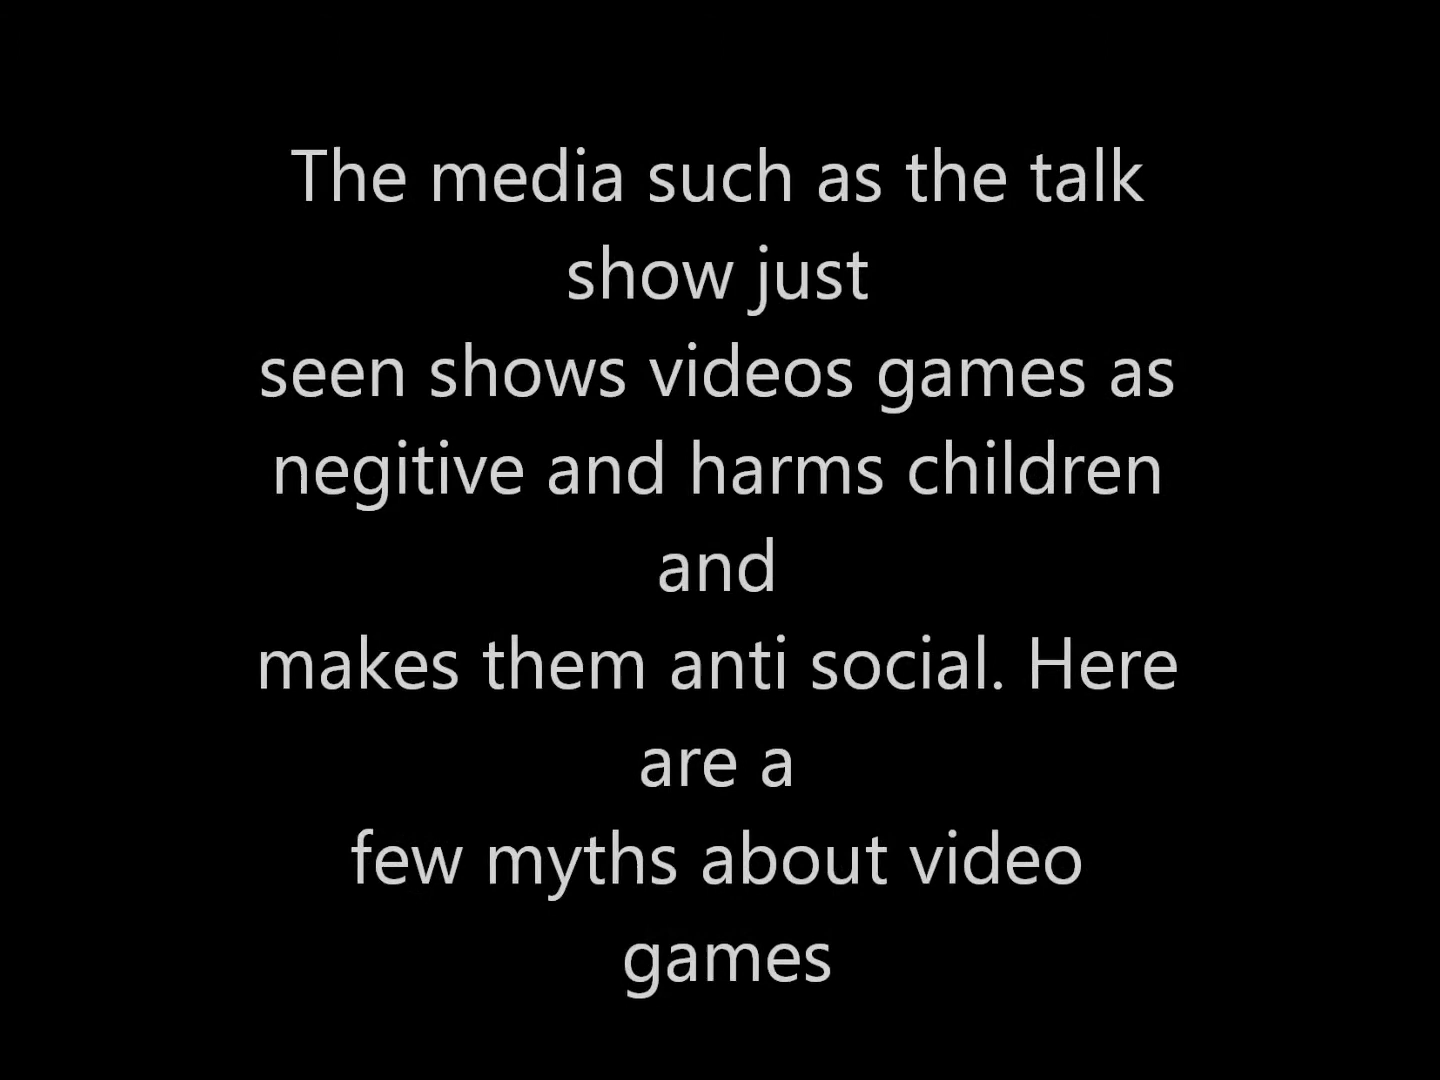 The media such as the talk
show just
seen shows videos games as
negitive and harms children
and
makes them anti social. Here
are a
few myths about video
games